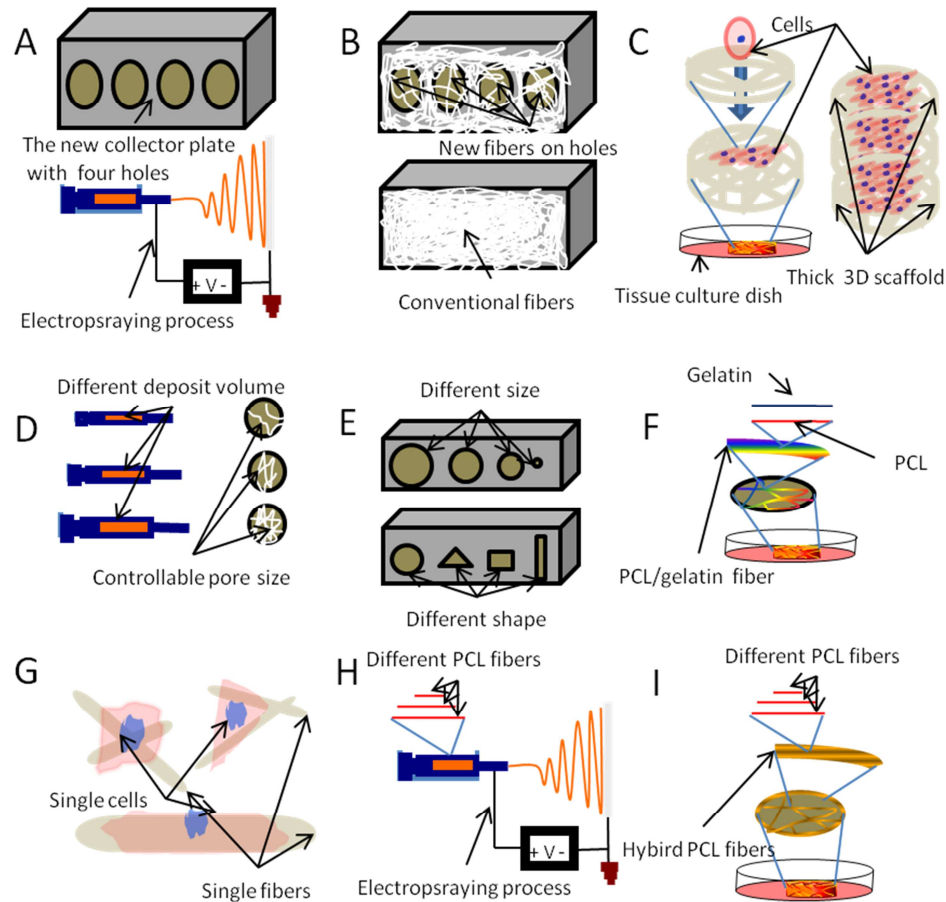 A
The new collector plate
with four holes
+ V -
Electropsraying process
B
New fibers on holes
Conventional fibers
C
Cells
Thick 3D scaffold
Tissue culture dish
D
Different deposit volume
Controllable pore size
E
Different size
Different shape
F
Gelatin
PCL
PCL/gelatin fiber
G
Single cells
Single fibers
H
Different PCL fibers
+ V -
Electropsraying process
I
Different PCL fibers
Hybird PCL fibers